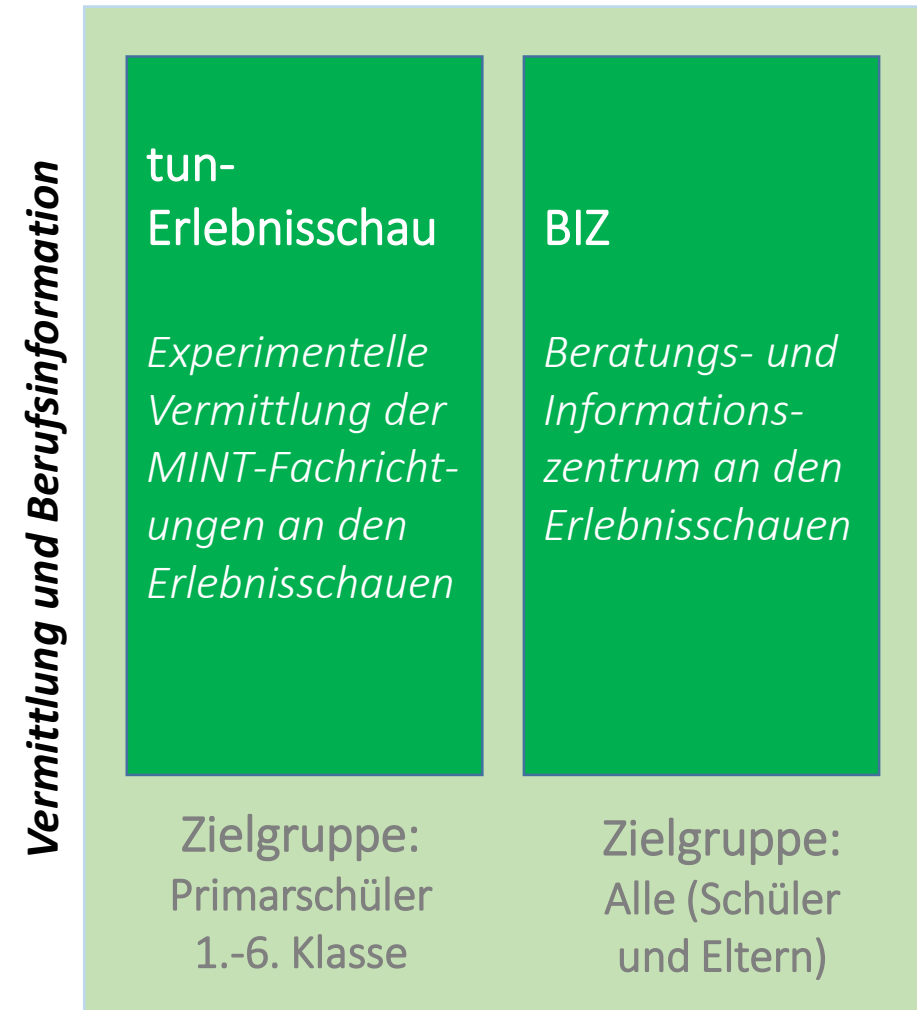 Vermittlung und Berufsinformation
tun-
Erlebnisschau
Experimentelle
Vermittlung der
MINT-Fachricht-
ungen an den
Erlebnisschauen
Zielgruppe:
Primarschüler
1.-6. Klasse
BIZ
Beratungs- und
Informations-
zentrum an den
Erlebnisschauen
Zielgruppe:
Alle (Schüler
und Eltern)